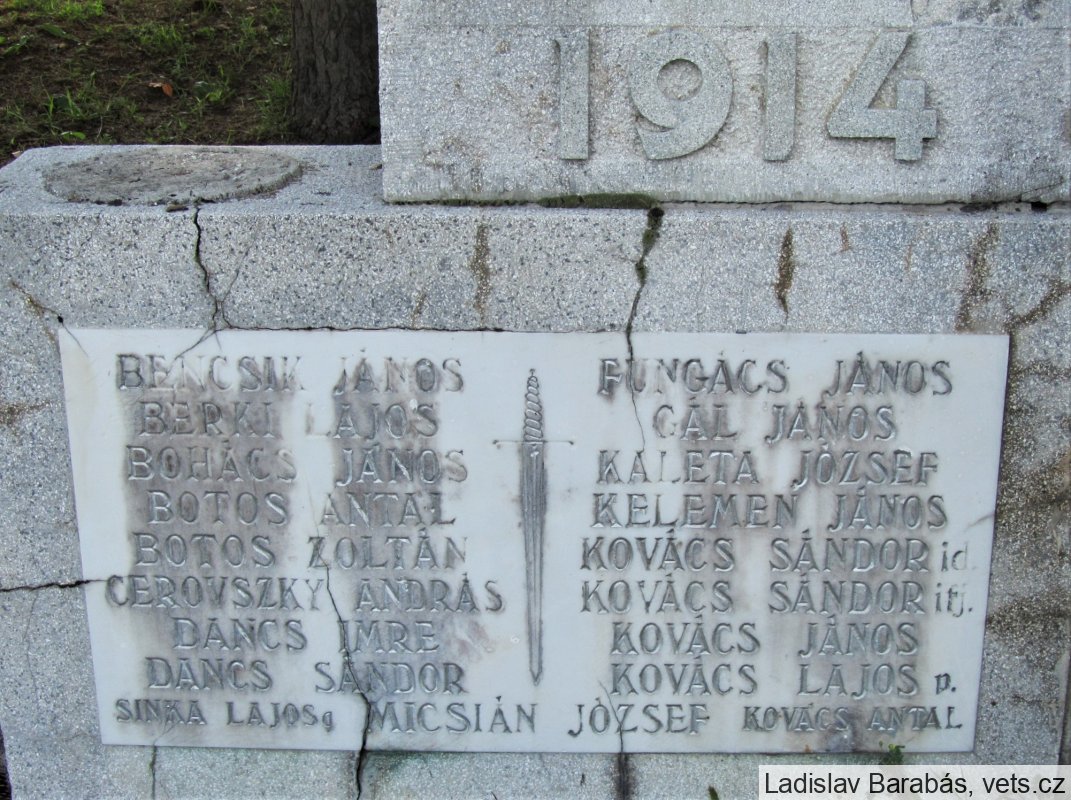 1914
BENCSIK JÁNOS
BERKI LAJOS
BOHÁCS JÁNOS
BOTOS ANTAL
BOTOS ZOLTÁN
CEROVSZKY ANDRÁS
DANCS IMRE
DANCS SÁNDOR
FUNGÁCS JÁNOS
GÁL JÁNOS
KALETA JÓZSEF
KELEMEN JÁNOS
KOVÁCS SÁNDOR id.
KOVÁCS SÁNDOR ifj.
KOVÁCS JÁNOS
KOVÁCS LAJOS p.
SINKA LAJOS g MICSIÁN JÓZSEF KOVÁCS ANTAL
Ladislav Barabás, vets.cz